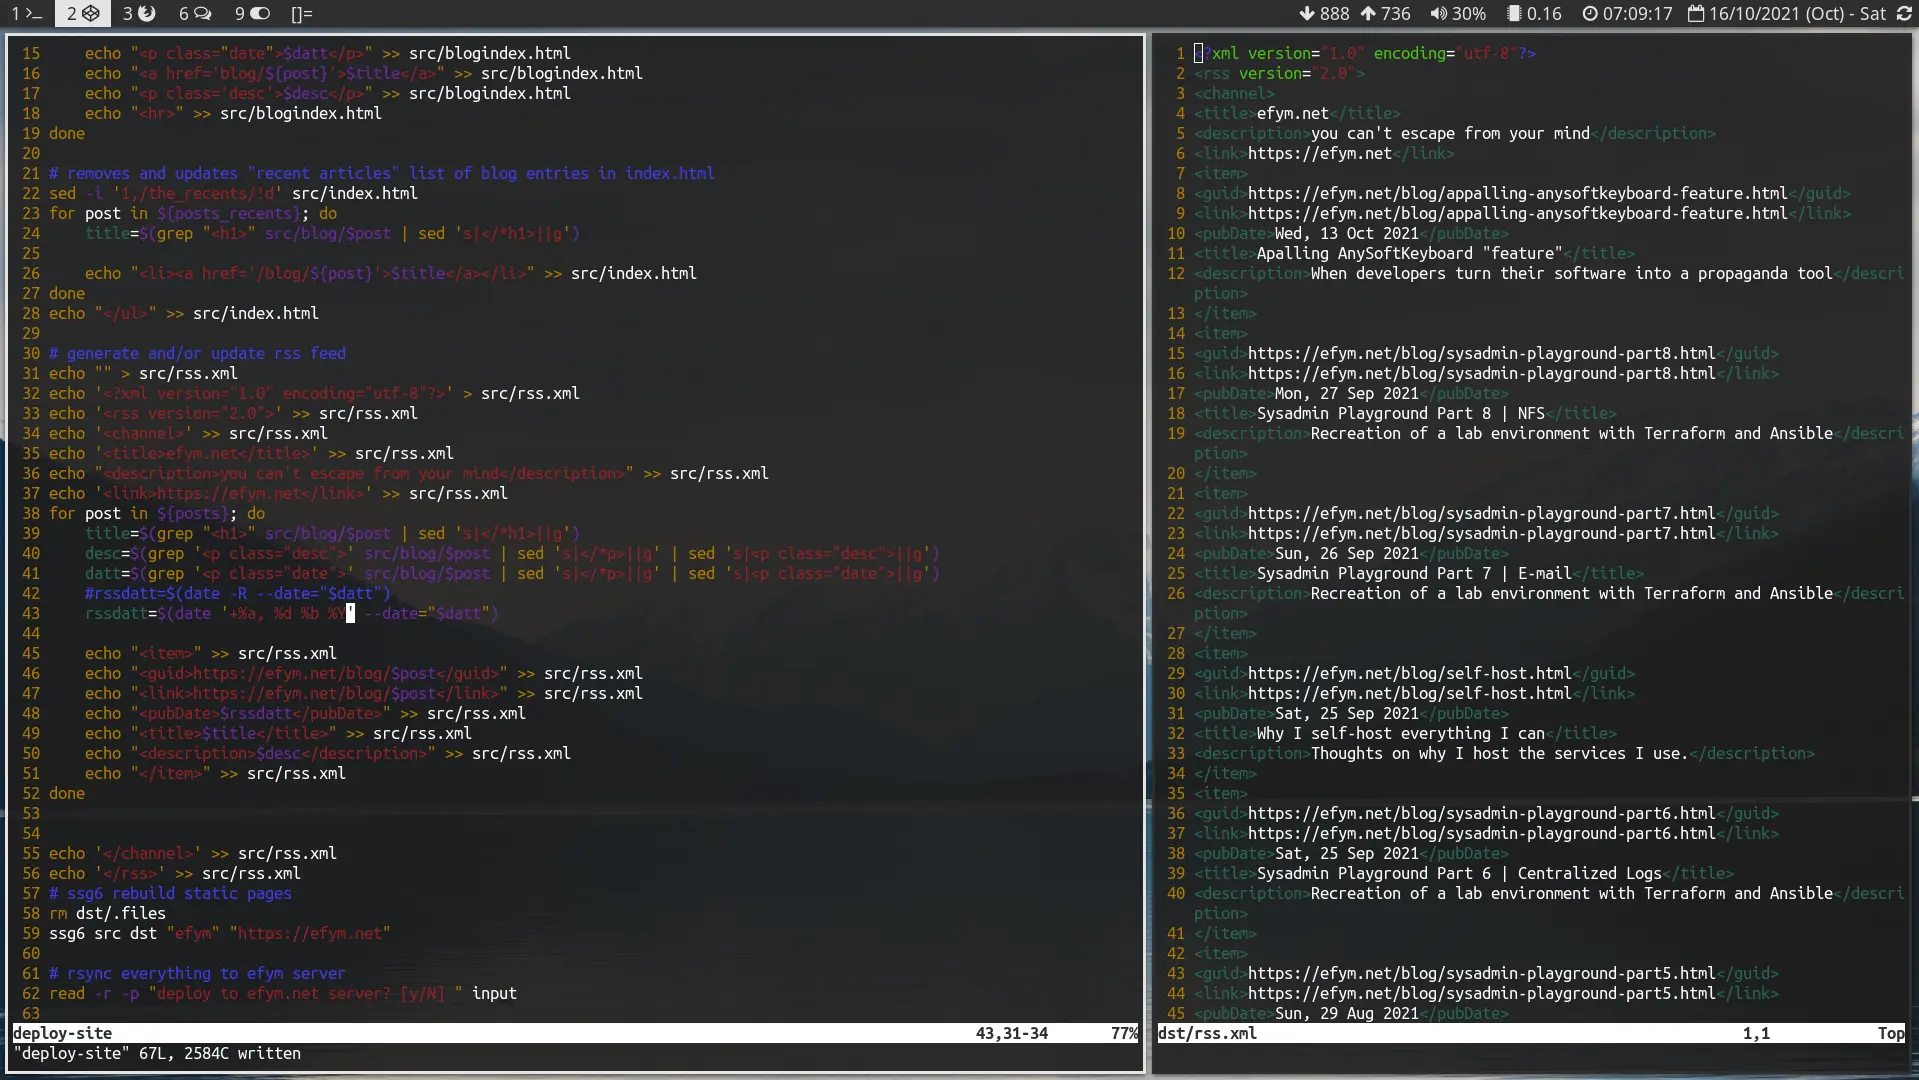 1 >_ 2 3 6 9 []= 888 736 30% 0.16 07:09:17 16/10/2021 (Oct) - Sat
15     echo "<p class="date">$datt</p>" >> src/blogindex.html
16     echo "<a href='blog/${post}'>$title</a>" >> src/blogindex.html
17     echo "<p class='desc'>$desc</p>" >> src/blogindex.html
18     echo "<hr>" >> src/blogindex.html
19 done
20
21 # removes and updates "recent articles" list of blog entries in index.html
22 sed -i '1,/the_recents/!d' src/index.html
23 for post in ${posts_recents}; do
24     title=$(grep "<h1>" src/blog/$post | sed 's|</*h1>||g')
25
26     echo "<li><a href='/blog/${post}'>$title</a></li>" >> src/index.html
27 done
28 echo "</ul>" >> src/index.html
29
30 # generate and/or update rss feed
31 echo "" > src/rss.xml
32 echo '<?xml version="1.0" encoding="utf-8"?>' > src/rss.xml
33 echo '<rss version="2.0">' >> src/rss.xml
34 echo '<channel>' >> src/rss.xml
35 echo '<title>efym.net</title>' >> src/rss.xml
36 echo "<description>you can't escape from your mind</description>" >> src/rss.xml
37 echo '<link>https://efym.net</link>' >> src/rss.xml
38 for post in ${posts}; do
39     title=$(grep "<h1>" src/blog/$post | sed 's|</*h1>||g')
40     desc=$(grep '<p class="desc">' src/blog/$post | sed 's|</*p>||g' | sed 's|<p class="desc">||g')
41     datt=$(grep '<p class="date">' src/blog/$post | sed 's|</*p>||g' | sed 's|<p class="date">||g')
42     #rssdatt=$(date -R --date="$datt")
43     rssdatt=$(date '+%a, %d %b %Y' --date="$datt")
44
45     echo "<item>" >> src/rss.xml
46     echo "<guid>https://efym.net/blog/$post</guid>" >> src/rss.xml
47     echo "<link>https://efym.net/blog/$post</link>" >> src/rss.xml
48     echo "<pubDate>$rssdatt</pubDate>" >> src/rss.xml
49     echo "<title>$title</title>" >> src/rss.xml
50     echo "<description>$desc</description>" >> src/rss.xml
51     echo "</item>" >> src/rss.xml
52 done
53
54
55 echo '</channel>' >> src/rss.xml
56 echo '</rss>' >> src/rss.xml
57 # ssg6 rebuild static pages
58 rm dst/.files
59 ssg6 src dst "efym" "https://efym.net"
60
61 # rsync everything to efym server
62 read -r -p "deploy to efym.net server? [y/N] " input
63
deploy-site 43,31-34 77%
"deploy-site" 67L, 2584C written
1 <?xml version="1.0" encoding="utf-8"?>
2 <rss version="2.0">
3 <channel>
4 <title>efym.net</title>
5 <description>you can't escape from your mind</description>
6 <link>https://efym.net</link>
7 <item>
8 <guid>https://efym.net/blog/appalling-anysoftkeyboard-feature.html</guid>
9 <link>https://efym.net/blog/appalling-anysoftkeyboard-feature.html</link>
10 <pubDate>Wed, 13 Oct 2021</pubDate>
11 <title>Apalling AnySoftKeyboard "feature"</title>
12 <description>When developers turn their software into a propaganda tool</descri
ption>
13 </item>
14 <item>
15 <guid>https://efym.net/blog/sysadmin-playground-part8.html</guid>
16 <link>https://efym.net/blog/sysadmin-playground-part8.html</link>
17 <pubDate>Mon, 27 Sep 2021</pubDate>
18 <title>Sysadmin Playground Part 8 | NFS</title>
19 <description>Recreation of a lab environment with Terraform and Ansible</descri
ption>
20 </item>
21 <item>
22 <guid>https://efym.net/blog/sysadmin-playground-part7.html</guid>
23 <link>https://efym.net/blog/sysadmin-playground-part7.html</link>
24 <pubDate>Sun, 26 Sep 2021</pubDate>
25 <title>Sysadmin Playground Part 7 | E-mail</title>
26 <description>Recreation of a lab environment with Terraform and Ansible</descri
ption>
27 </item>
28 <item>
29 <guid>https://efym.net/blog/self-host.html</guid>
30 <link>https://efym.net/blog/self-host.html</link>
31 <pubDate>Sat, 25 Sep 2021</pubDate>
32 <title>Why I self-host everything I can</title>
33 <description>Thoughts on why I host the services I use.</description>
34 </item>
35 <item>
36 <guid>https://efym.net/blog/sysadmin-playground-part6.html</guid>
37 <link>https://efym.net/blog/sysadmin-playground-part6.html</link>
38 <pubDate>Sat, 25 Sep 2021</pubDate>
39 <title>Sysadmin Playground Part 6 | Centralized Logs</title>
40 <description>Recreation of a lab environment with Terraform and Ansible</descri
ption>
41 </item>
42 <item>
43 <guid>https://efym.net/blog/sysadmin-playground-part5.html</guid>
44 <link>https://efym.net/blog/sysadmin-playground-part5.html</link>
45 <pubDate>Sun, 29 Aug 2021</pubDate>
dst/rss.xml 1,1 Top